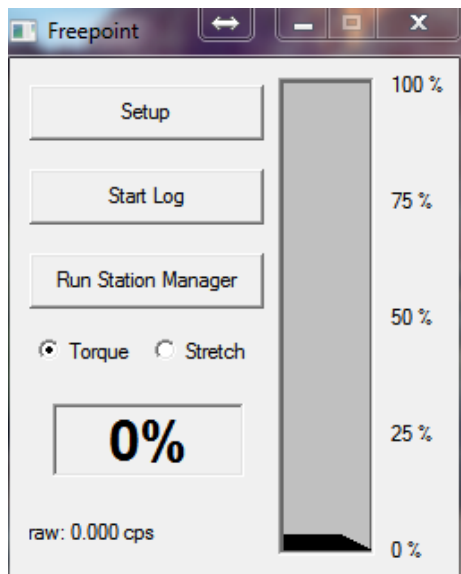 Freepoint
Setup
Start Log
Run Station Manager
Torque Stretch
0%
raw: 0.000 cps
100 %
75 %
50 %
25 %
0 %